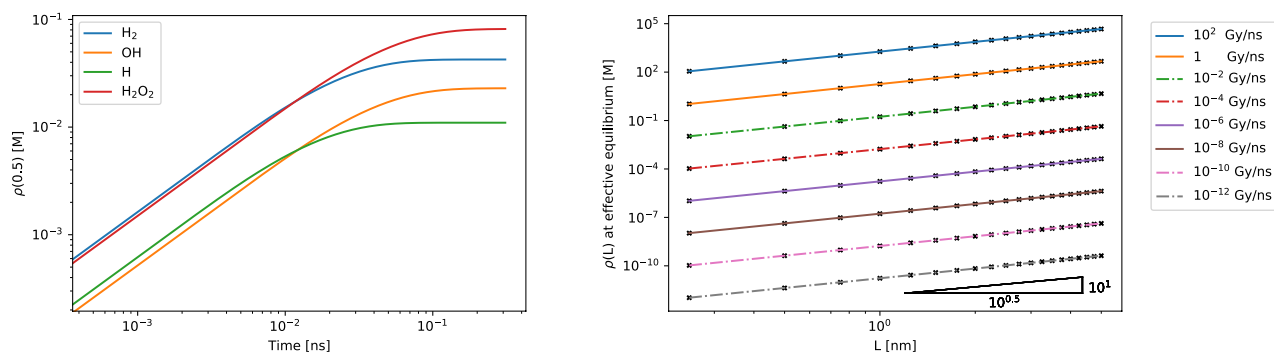 10⁻¹
10⁻²
10⁻³
ρ(0.5) [M]
H₂
OH
H
H₂O₂
10⁻³
10⁻²
10⁻¹
Time [ns]
10⁵
10²
10⁻¹
10⁻⁴
10⁻⁷
10⁻¹⁰
ρ(L) at effective equilibrium [M]
10⁰·⁵
10¹
10⁰
L [nm]
10² Gy/ns
1 Gy/ns
10⁻² Gy/ns
10⁻⁴ Gy/ns
10⁻⁶ Gy/ns
10⁻⁸ Gy/ns
10⁻¹⁰ Gy/ns
10⁻¹² Gy/ns